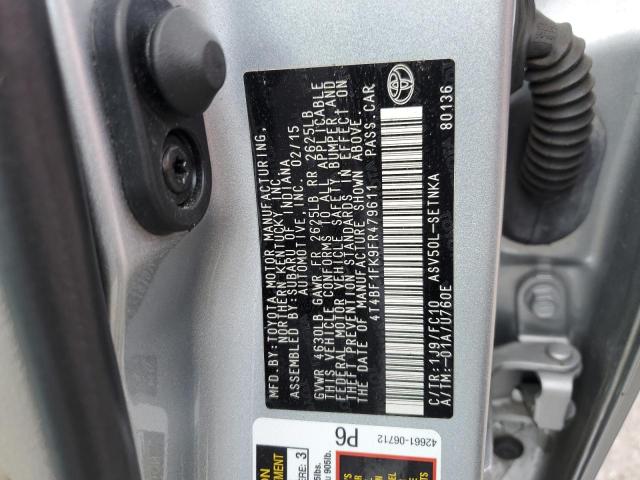 MFD.BY:TOYOTA MOTOR MANUFACTURING,
NORTHERN KENTUCKY INC.
ASSEMBLED BY:SUBARU OF INDIANA
AUTOMOTIVE, INC. 02/15
GVWR 4630LB GAWR FR 2625LB RR 2625LB
THIS VEHICLE CONFORMS TO ALL APPLICABLE
FEDERAL MOTOR VEHICLE SAFETY, BUMPER, AND
THEFT PREVENTION STANDARDS IN EFFECT ON
THE DATE OF MANUFACTURE SHOWN ABOVE.
4T4BF1FK9FR479611 PASS.CAR
C/TR:1J9/FC10 ASV50L-SETNKA
A/TM:-01A/U760E 80136
P6
42661-06712
ERE: 3
905lb.